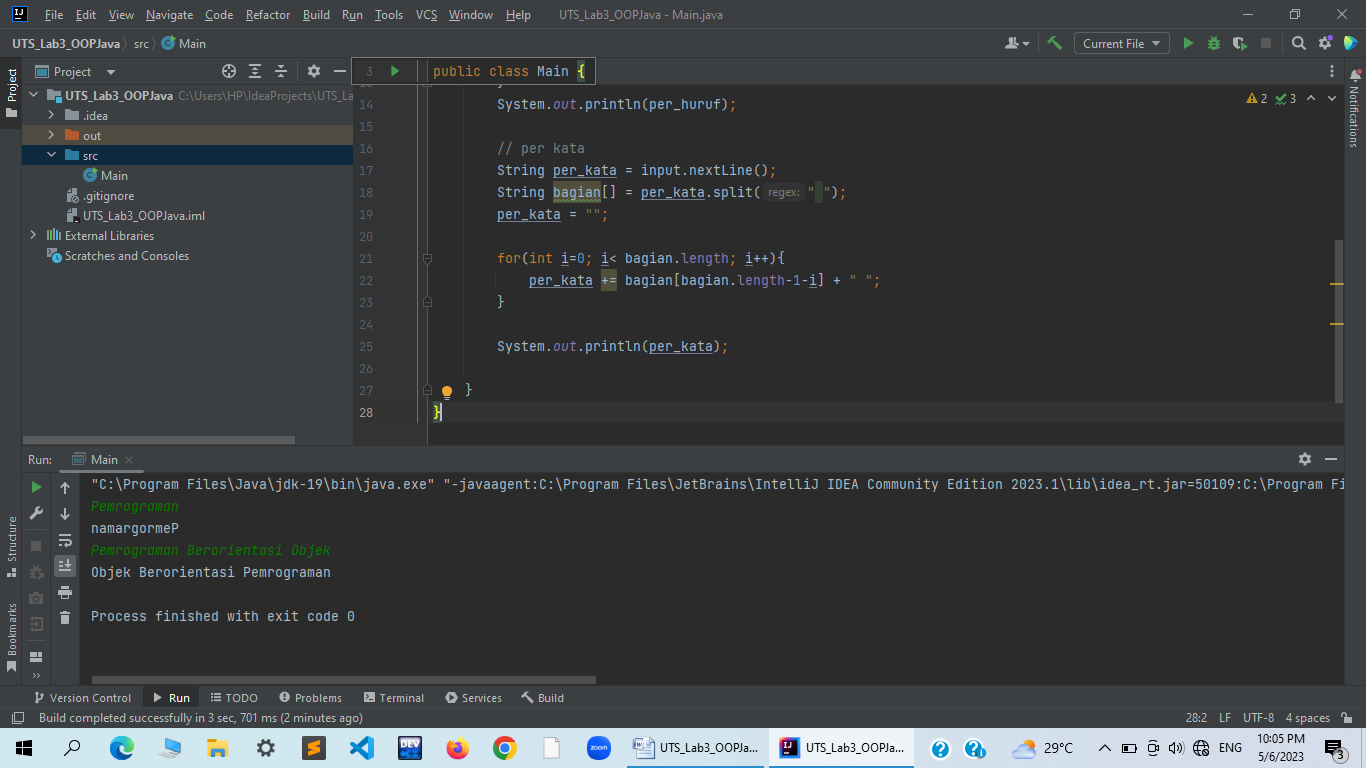 File Edit View Navigate Code Refactor Build Run Tools VCS Window Help UTS_Lab3_OOPJava - Main.java
UTS_Lab3_OOPJava src Main
Current File
Project
3 public class Main {
UTS_Lab3_OOPJava C:\Users\HP\IdeaProjects\UTS_La
.idea
out
src
Main
.gitignore
UTS_Lab3_OOPJava.iml
External Libraries
Scratches and Consoles
Project
Notifications
2 3
14 System.out.println(per_huruf);
15
16 // per kata
17 String per_kata = input.nextLine();
18 String bagian[] = per_kata.split( regex: " ");
19 per_kata = "";
20
21 for(int i=0; i< bagian.length; i++){
22 per_kata += bagian[bagian.length-1-i] + " ";
23 }
24
25 System.out.println(per_kata);
26
27 }
28 }
Run: Main
"C:\Program Files\Java\jdk-19\bin\java.exe" "-javaagent:C:\Program Files\JetBrains\IntelliJ IDEA Community Edition 2023.1\lib\idea_rt.jar=50109:C:\Program Fi
Pemrograman
namargormeP
Pemrograman Berorientasi Objek
Objek Berorientasi Pemrograman
Process finished with exit code 0
Structure
Bookmarks
Version Control Run TODO Problems Terminal Services Build
Build completed successfully in 3 sec, 701 ms (2 minutes ago) 28:2 LF UTF-8 4 spaces
DEV
zoom
UTS_Lab3_OOPJa...
UTS_Lab3_OOPJa...
29°C
ENG
10:05 PM
5/6/2023
3